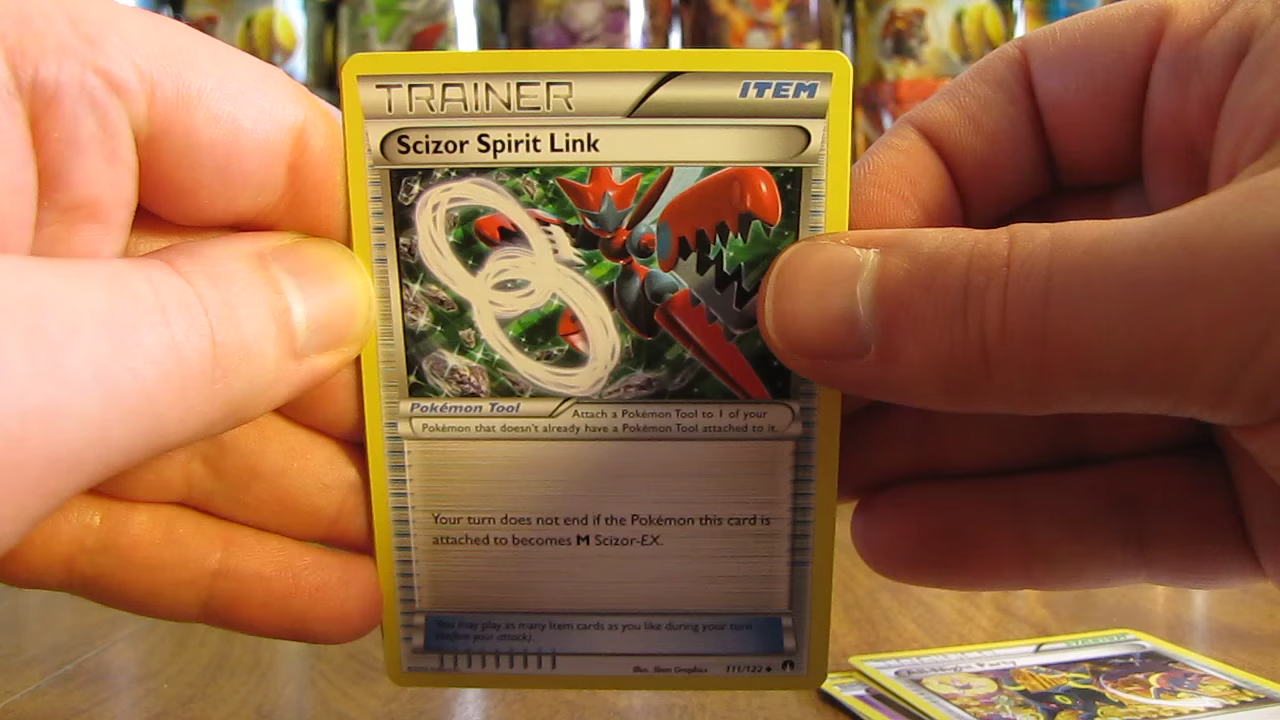 TRAINER ITEM
Scizor Spirit Link
Pokémon Tool
Attach a Pokémon Tool to 1 of your
Pokémon that doesn't already have a Pokémon Tool attached to it.
Your turn does not end if the Pokémon this card is
attached to becomes M Scizor-EX.
You may play as many Item cards as you like during your turn
(before your attack).
Illus. 111/122
STADIUM
Party